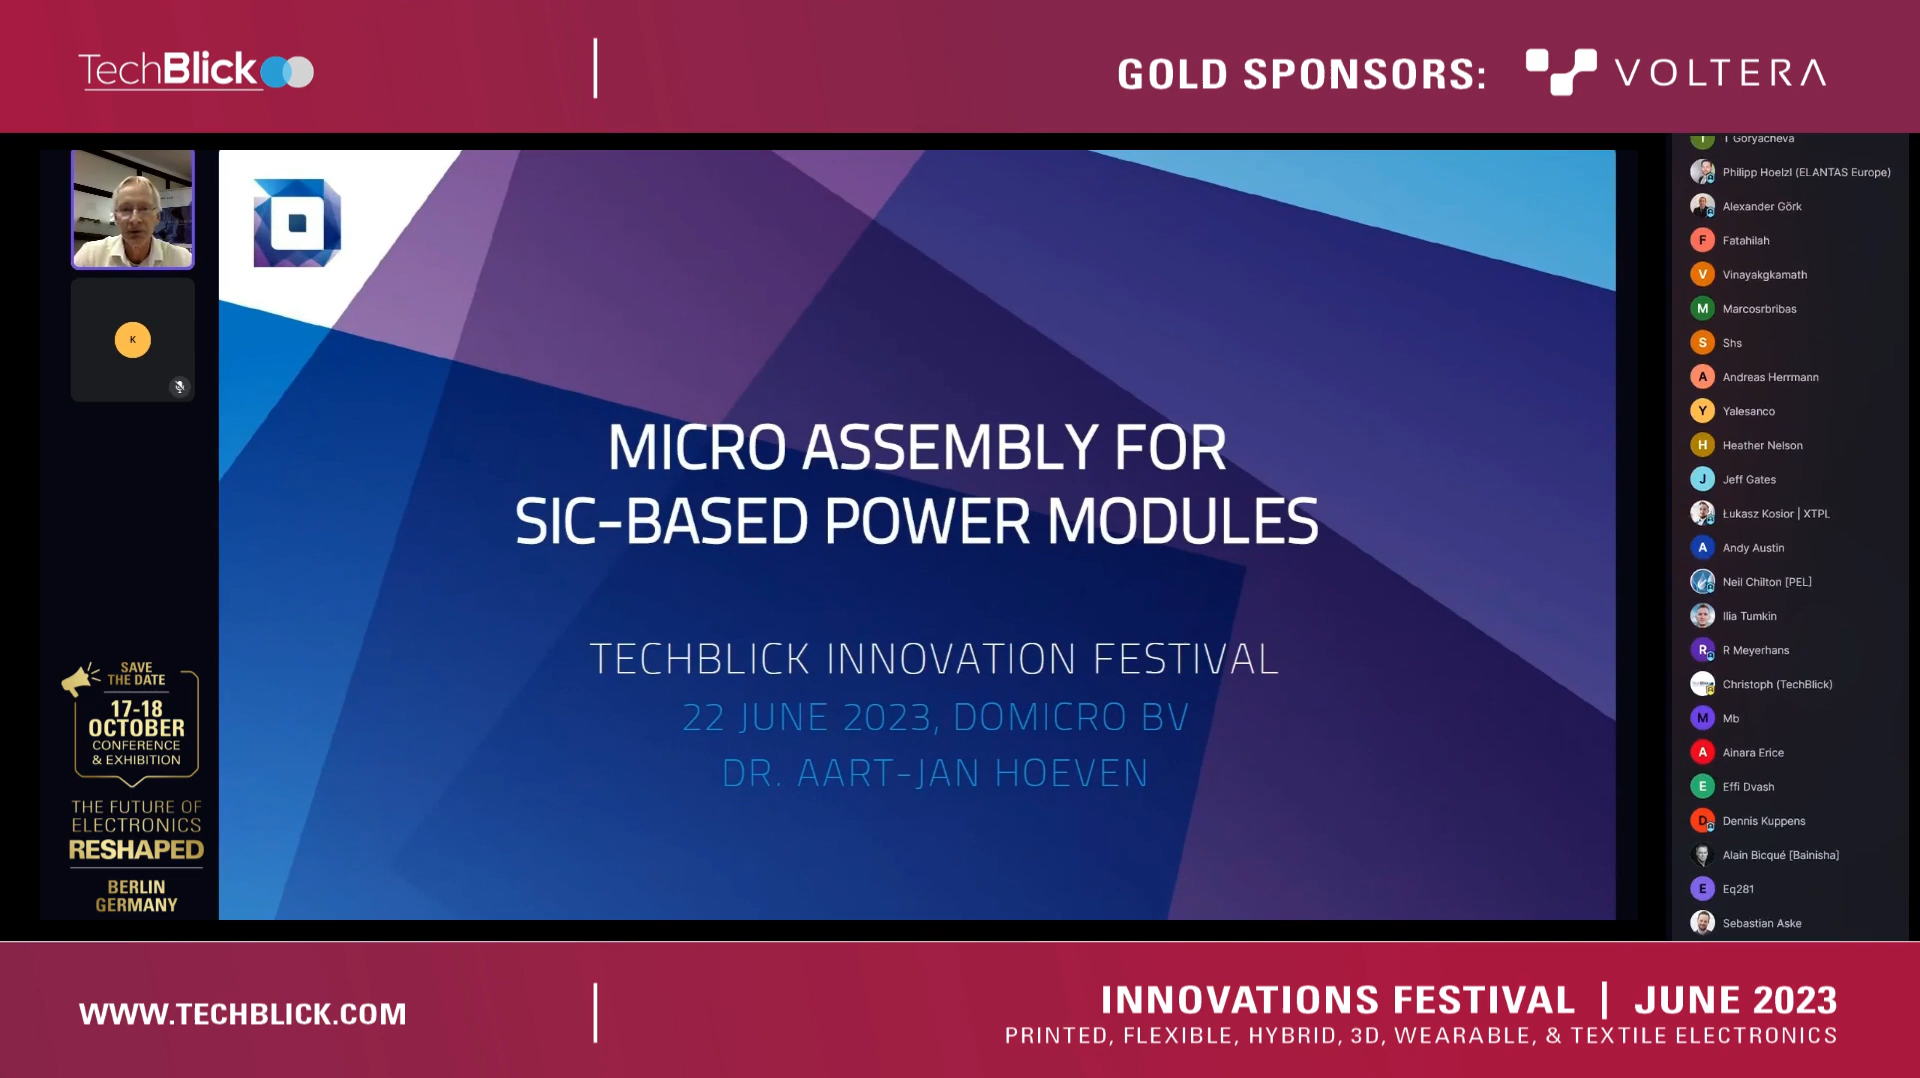 TechBlick
GOLD SPONSORS:
VOLTERA
K
SAVE
THE DATE
17-18
OCTOBER
CONFERENCE
& EXHIBITION
THE FUTURE OF
ELECTRONICS
RESHAPED
BERLIN
GERMANY
MICRO ASSEMBLY FOR
SIC-BASED POWER MODULES
TECHBLICK INNOVATION FESTIVAL
22 JUNE 2023, DOMICRO BV
DR. AART-JAN HOEVEN
T Goryacheva
Philipp Hoelzl (ELANTAS Europe)
Alexander Görk
F Fatahilah
V Vinayakgkamath
M Marcosrbribas
S Shs
A Andreas Herrmann
Y Yalesanco
H Heather Nelson
J Jeff Gates
Łukasz Kosior | XTPL
A Andy Austin
Neil Chilton [PEL]
Ilia Tumkin
R R Meyerhans
Christoph (TechBlick)
M Mb
A Ainara Erice
E Effi Dvash
D Dennis Kuppens
Alain Bicqué [Bainisha]
E Eq281
Sebastian Aske
WWW.TECHBLICK.COM
INNOVATIONS FESTIVAL | JUNE 2023
PRINTED, FLEXIBLE, HYBRID, 3D, WEARABLE, & TEXTILE ELECTRONICS